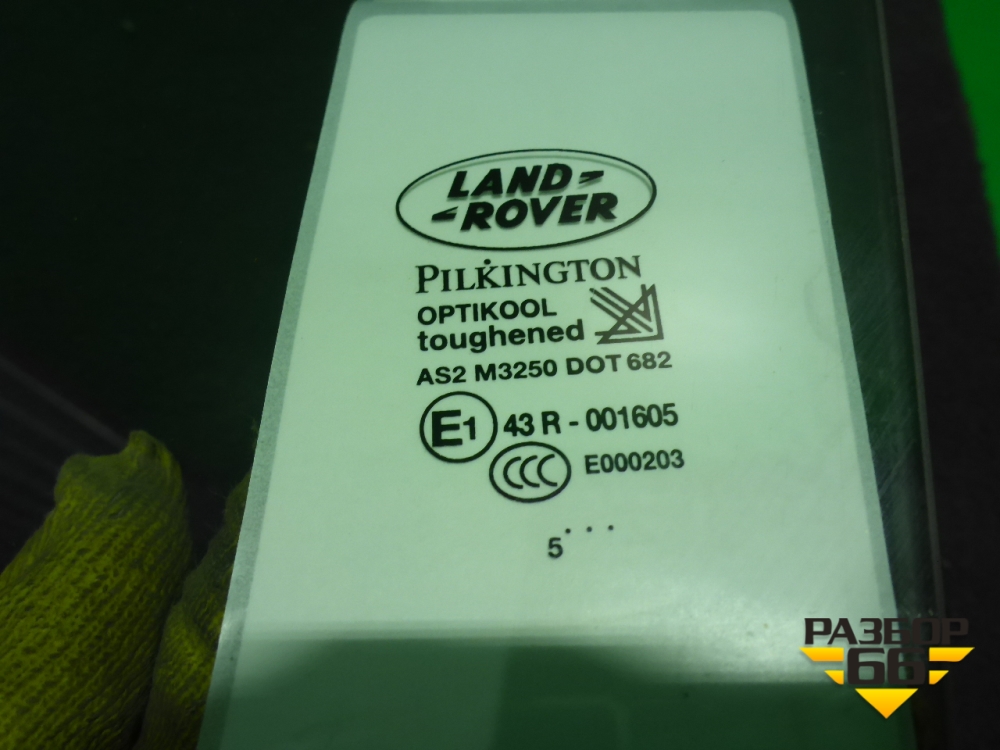 LAND
ROVER
PILKINGTON
OPTIKOOL
toughened
AS2 M3250 DOT 682
E1 43 R - 001605
CCC E000203
5 . . .
РАЗБОР
66